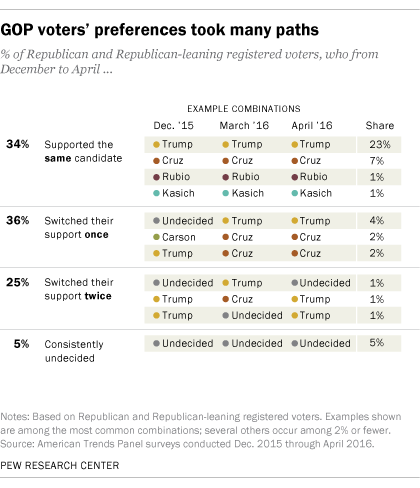 GOP voters' preferences took many paths
% of Republican and Republican-leaning registered voters, who from
December to April ...
EXAMPLE COMBINATIONS
Dec. '15 March '16 April '16 Share
34% Supported the same candidate
Trump Trump Trump 23%
Cruz Cruz Cruz 7%
Rubio Rubio Rubio 1%
Kasich Kasich Kasich 1%
36% Switched their support once
Undecided Trump Trump 4%
Carson Cruz Cruz 2%
Trump Cruz Cruz 2%
25% Switched their support twice
Undecided Trump Undecided 1%
Trump Cruz Trump 1%
Trump Undecided Trump 1%
5% Consistently undecided
Undecided Undecided Undecided 5%
Notes: Based on Republican and Republican-leaning registered voters. Examples shown
are among the most common combinations; several others occur among 2% or fewer.
Source: American Trends Panel surveys conducted Dec. 2015 through April 2016.
PEW RESEARCH CENTER